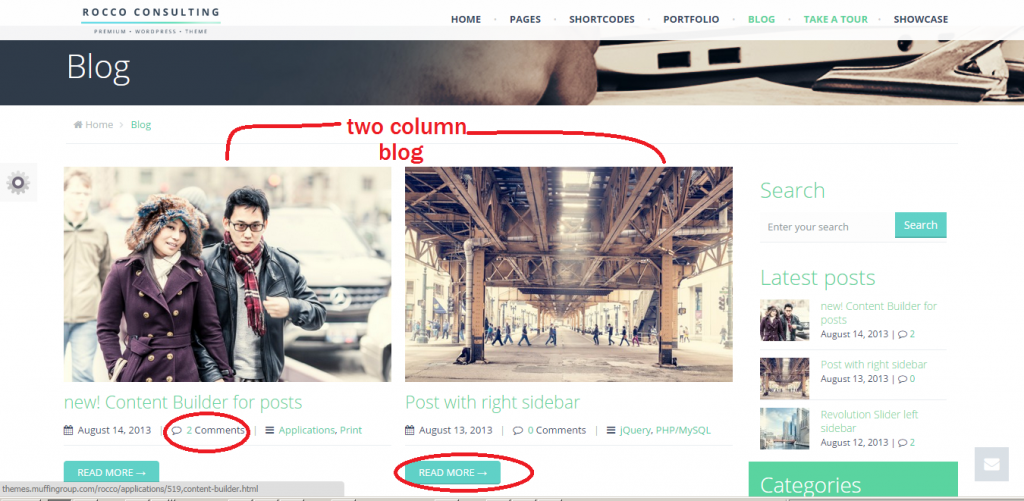 ROCCO CONSULTING
PREMIUM • WORDPRESS • THEME
HOME • PAGES • SHORTCODES • PORTFOLIO • BLOG • TAKE A TOUR • SHOWCASE
Blog
Home > Blog
two column
blog
new! Content Builder for posts
August 14, 2013 | 2 Comments | Applications, Print
READ MORE →
Post with right sidebar
August 13, 2013 | 0 Comments | jQuery, PHP/MySQL
READ MORE →
Search
Enter your search
Search
Latest posts
new! Content Builder for
posts
August 14, 2013 | 2
Post with right sidebar
August 13, 2013 | 0
Revolution Slider left
sidebar
August 12, 2013 | 2
Categories
themes.muffingroup.com/rocco/applications/519,content-builder.html